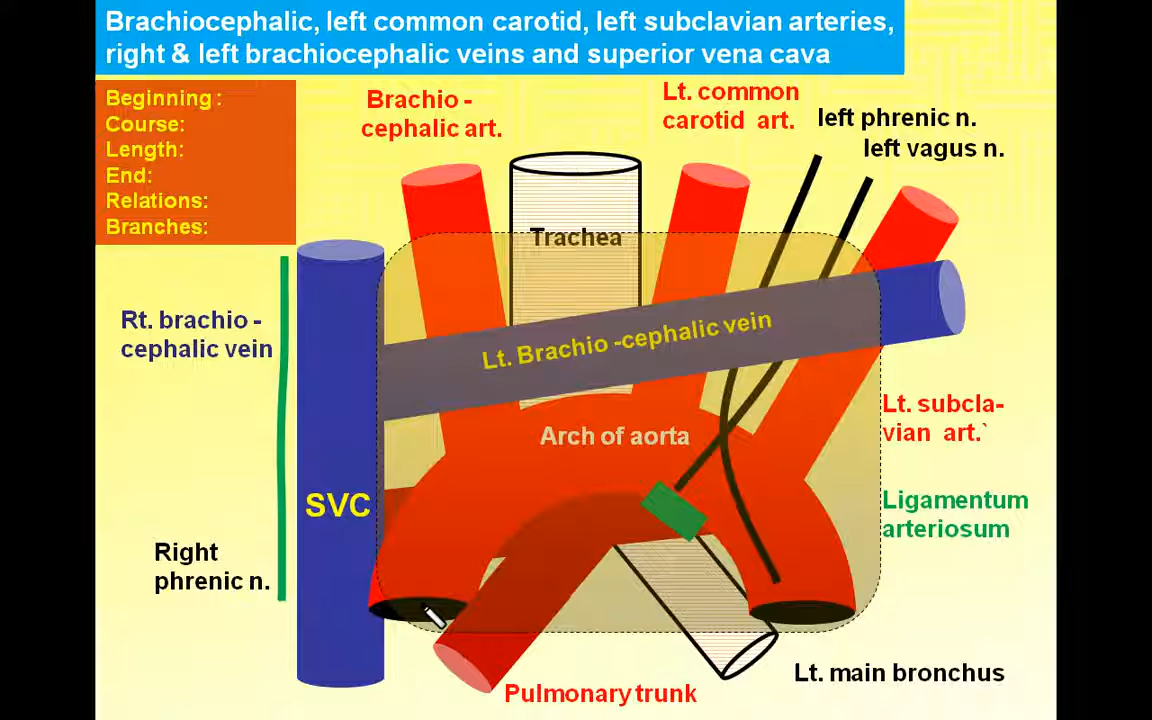 Brachiocephalic, left common carotid, left subclavian arteries,
right & left brachiocephalic veins and superior vena cava
Beginning :
Course:
Length:
End:
Relations:
Branches:
Brachio -
cephalic art.
Lt. common
carotid art.
left phrenic n.
left vagus n.
Trachea
Rt. brachio -
cephalic vein
Lt. Brachio -cephalic vein
Lt. subcla-
vian art.`
Arch of aorta
SVC
Ligamentum
arteriosum
Right
phrenic n.
Lt. main bronchus
Pulmonary trunk